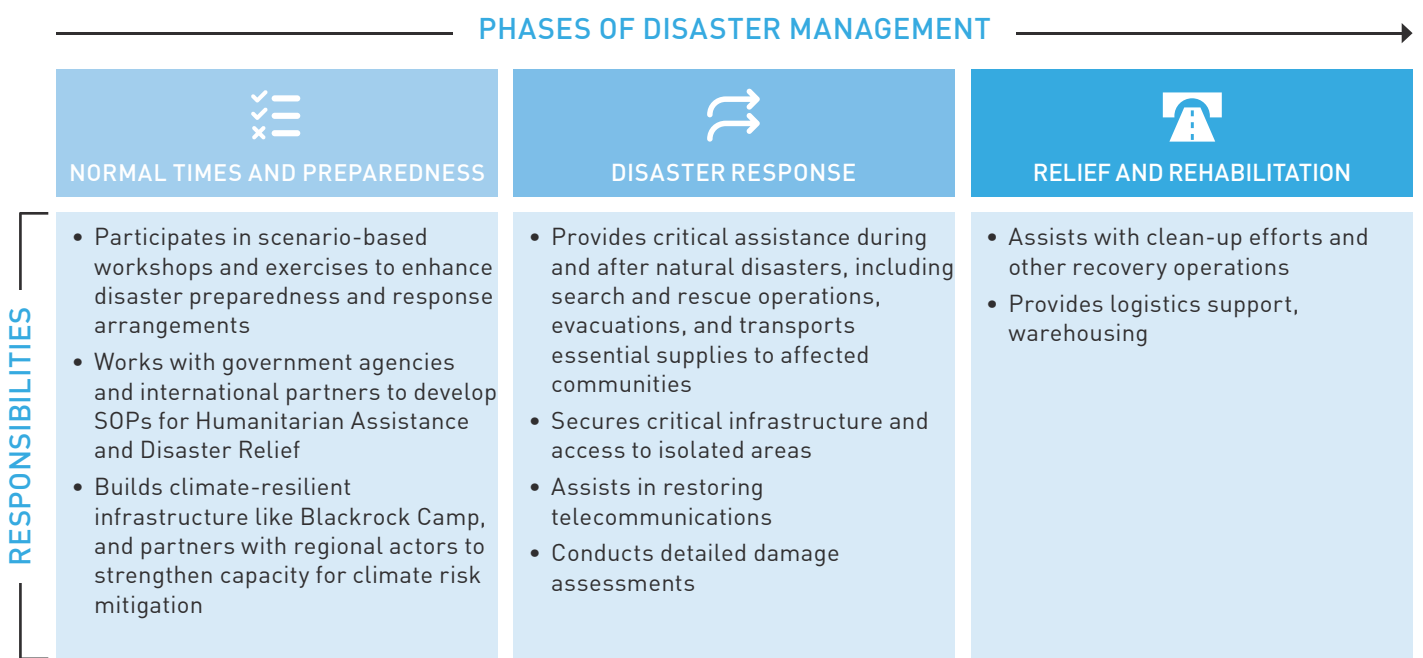 PHASES OF DISASTER MANAGEMENT
NORMAL TIMES AND PREPAREDNESS
DISASTER RESPONSE
RELIEF AND REHABILITATION
RESPONSIBILITIES
• Participates in scenario-based
workshops and exercises to enhance
disaster preparedness and response
arrangements
• Works with government agencies
and international partners to develop
SOPs for Humanitarian Assistance
and Disaster Relief
• Builds climate-resilient
infrastructure like Blackrock Camp,
and partners with regional actors to
strengthen capacity for climate risk
mitigation
• Provides critical assistance during
and after natural disasters, including
search and rescue operations,
evacuations, and transports
essential supplies to affected
communities
• Secures critical infrastructure and
access to isolated areas
• Assists in restoring
telecommunications
• Conducts detailed damage
assessments
• Assists with clean-up efforts and
other recovery operations
• Provides logistics support,
warehousing